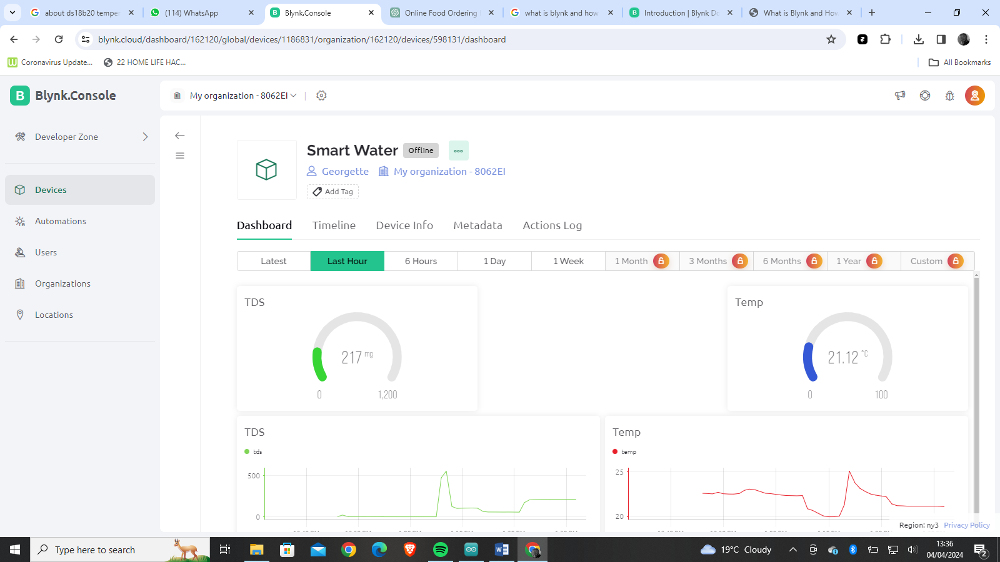 about ds18b20 tempe
(114) WhatsApp
Blynk.Console
Online Food Ordering
what is blynk and how
Introduction | Blynk Do
What is Blynk and How
blynk.cloud/dashboard/162120/global/devices/1186831/organization/162120/devices/598131/dashboard
Coronavirus Update...
22 HOME LIFE HAC...
All Bookmarks
B Blynk.Console
My organization - 8062EI
Developer Zone
Devices
Automations
Users
Organizations
Locations
Smart Water Offline
Georgette My organization - 8062EI
Add Tag
Dashboard Timeline Device Info Metadata Actions Log
Latest Last Hour 6 Hours 1 Day 1 Week 1 Month 3 Months 6 Months 1 Year Custom
TDS
217 mg
0 1,200
Temp
21.12 °C
0 100
TDS
tds
500
0
Temp
temp
25
20
Region: ny3 Privacy Policy
Type here to search
19°C Cloudy
13:36
04/04/2024
2